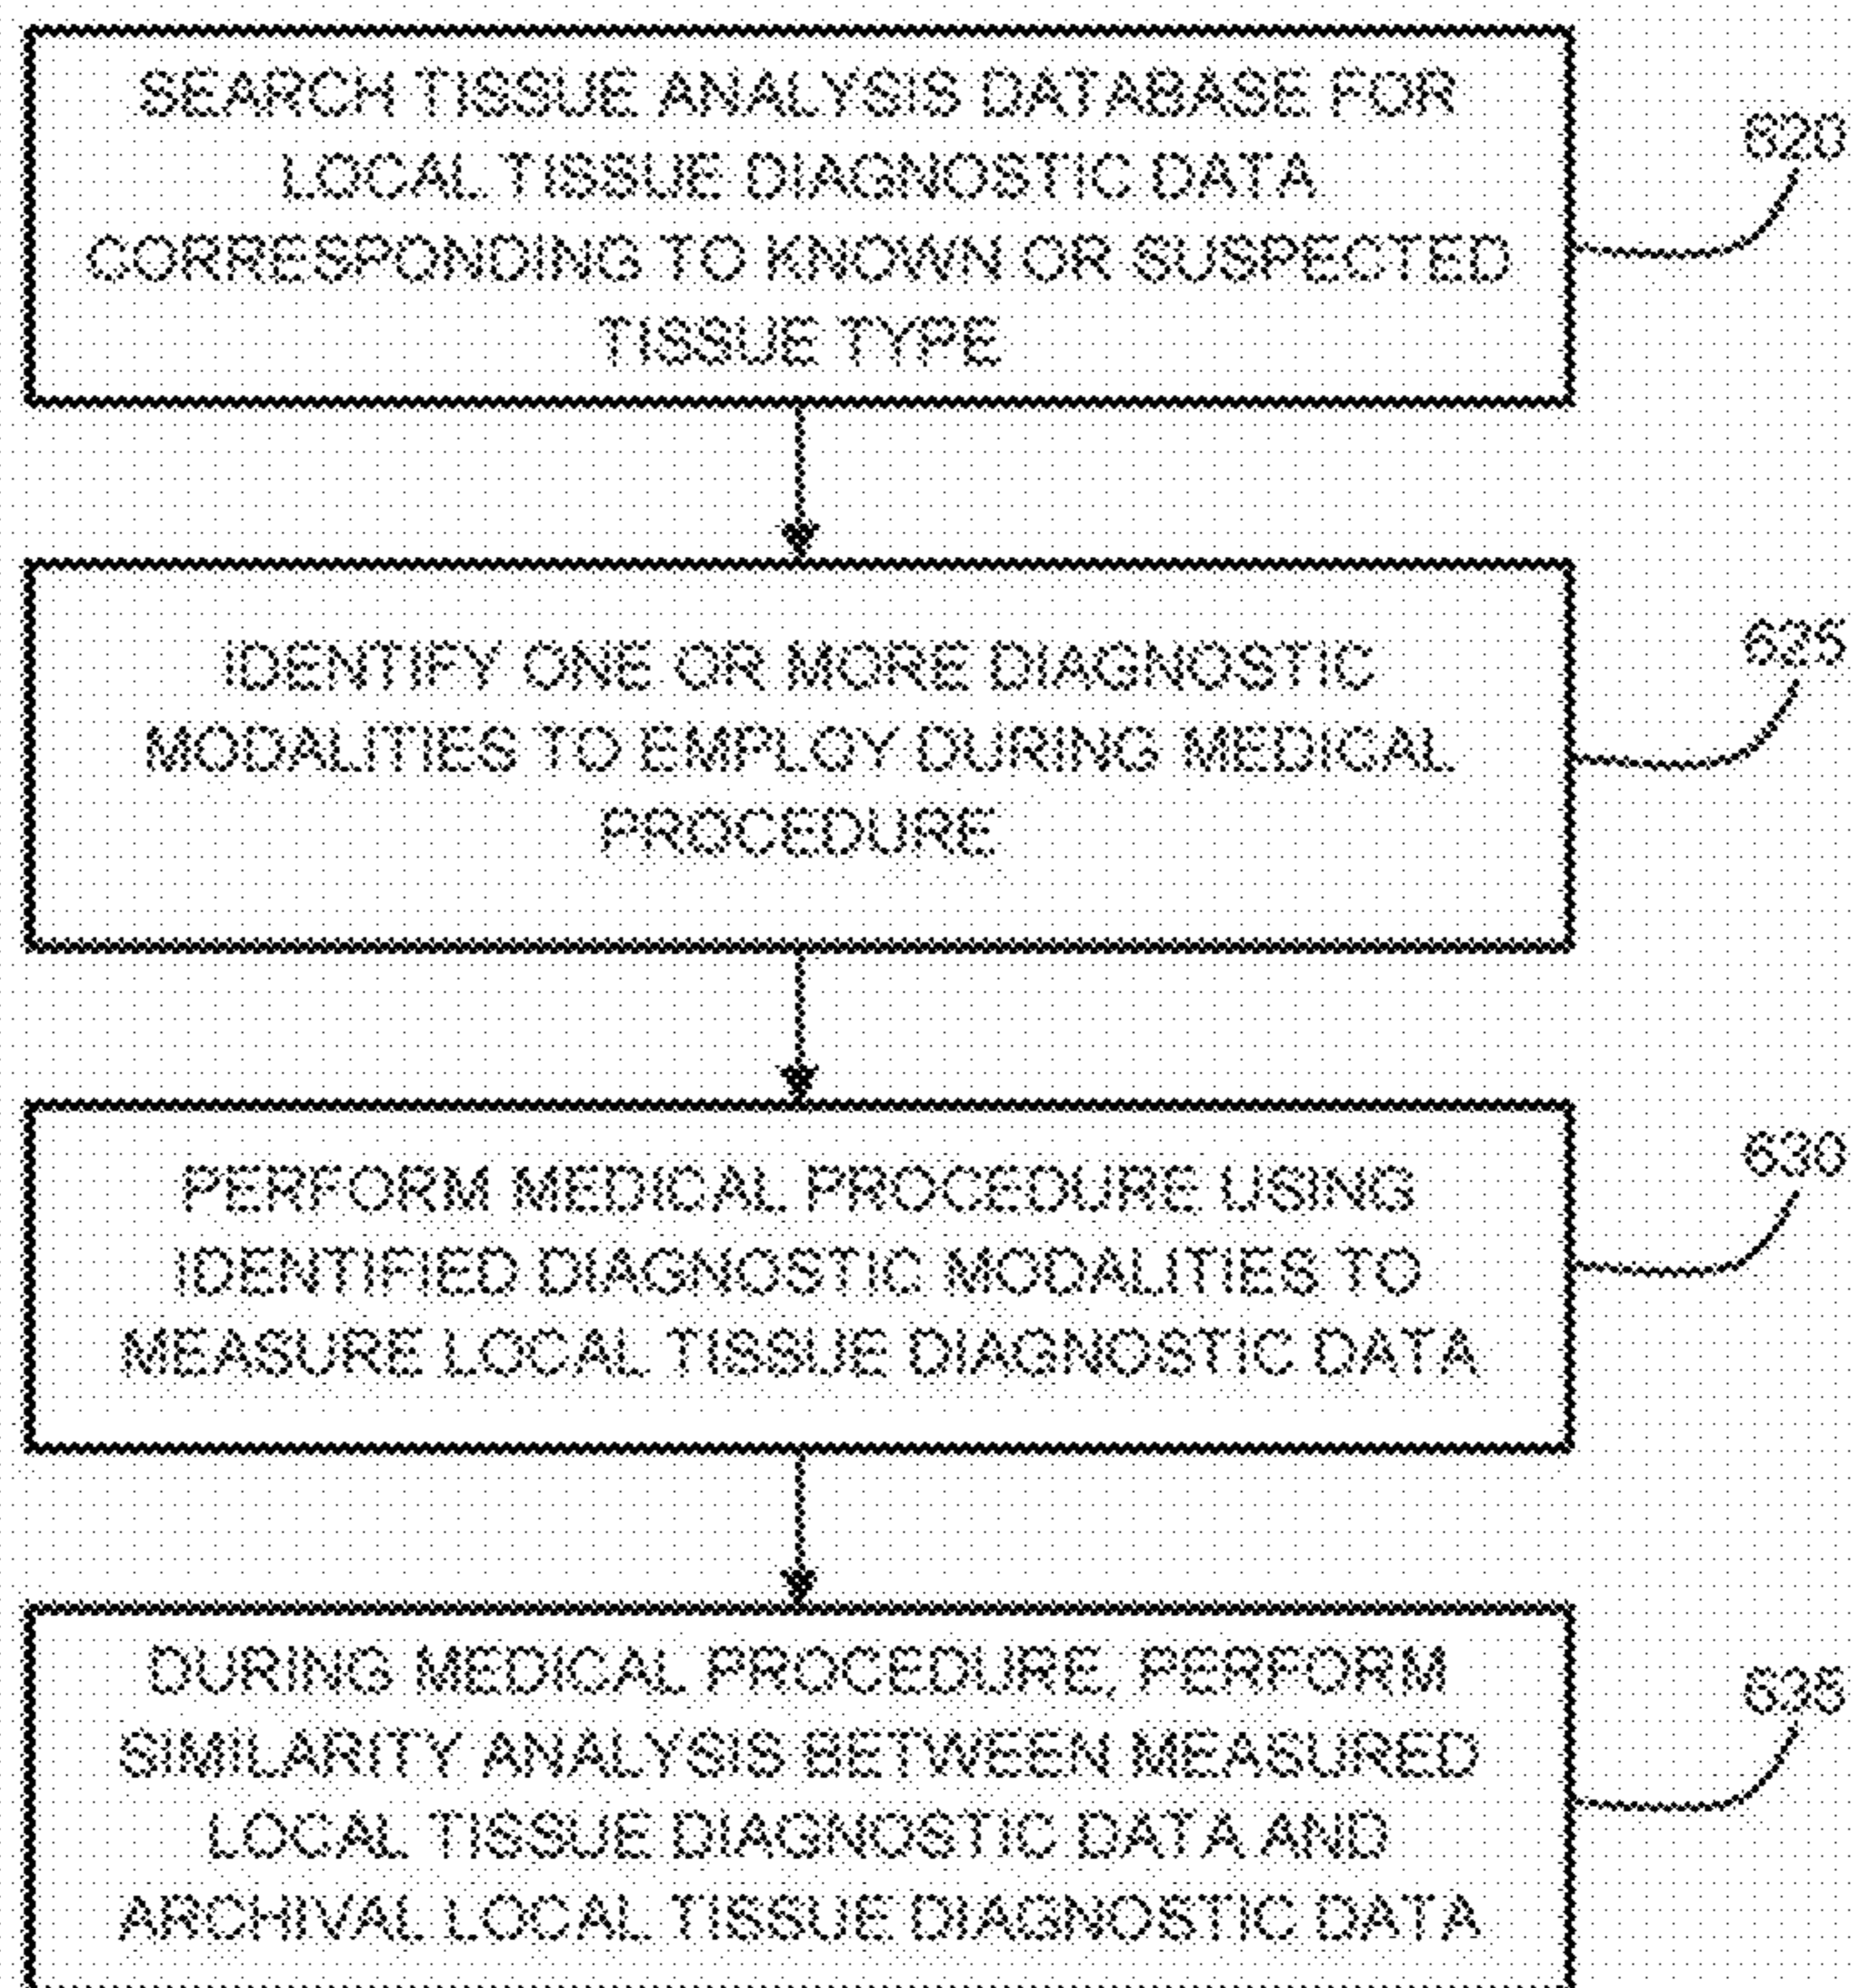 SEARCH TISSUE ANALYSIS DATABASE FOR
LOCAL TISSUE DIAGNOSTIC DATA
CORRESPONDING TO KNOWN OR SUSPECTED
TISSUE TYPE
620
IDENTIFY ONE OR MORE DIAGNOSTIC
MODALITIES TO EMPLOY DURING MEDICAL
PROCEDURE
625
PERFORM MEDICAL PROCEDURE USING
IDENTIFIED DIAGNOSTIC MODALITIES TO
MEASURE LOCAL TISSUE DIAGNOSTIC DATA
630
DURING MEDICAL PROCEDURE, PERFORM
SIMILARITY ANALYSIS BETWEEN MEASURED
LOCAL TISSUE DIAGNOSTIC DATA AND
ARCHIVAL LOCAL TISSUE DIAGNOSTIC DATA
635